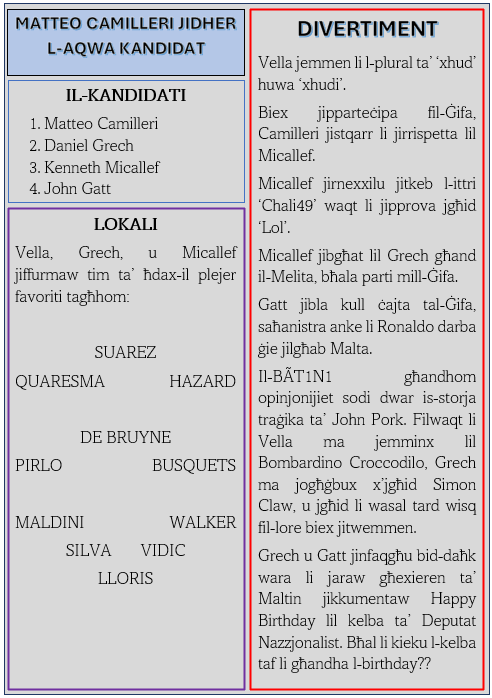 MATTEO CAMILLERI JIDHER
L-AQWA KANDIDAT
IL-KANDIDATI
1. Matteo Camilleri
2. Daniel Grech
3. Kenneth Micallef
4. John Gatt
LOKALI
Vella, Grech, u Micallef
jiffurmaw tim ta’ ħdax-il plejer
favoriti tagħhom:
SUAREZ
QUARESMA HAZARD
DE BRUYNE
PIRLO BUSQUETS
MALDINI WALKER
SILVA VIDIC
LLORIS
DIVERTIMENT
Vella jemmen li l-plural ta’ ‘xhud’
huwa ‘xhudi’.
Biex jipparteċipa fil-Ġifa,
Camilleri jistqarr li jirrispetta lil
Micallef.
Micallef jirnexxilu jitkeb l-ittri
‘Chali49’ waqt li jipprova jgħid
‘Lol’.
Micallef jibgħat lil Grech għand
il-Melita, bħala parti mill-Ġifa.
Gatt jibla kull ċajta tal-Ġifa,
saħanistra anke li Ronaldo darba
ġie jilgħab Malta.
Il-BÃT1N1 għandhom
opinjonijiet sodi dwar is-storja
traġika ta’ John Pork. Filwaqt li
Vella ma jemminx lil
Bombardino Croccodilo, Grech
ma jogħġbux x’jgħid Simon
Claw, u jgħid li wasal tard wisq
fil-lore biex jitwemmen.
Grech u Gatt jinfaqgħu bid-daħk
wara li jaraw għexieren ta’
Maltin jikkumentaw Happy
Birthday lil kelba ta’ Deputat
Nazzjonalist. Bħal li kieku l-kelba
taf li għandha l-birthday??